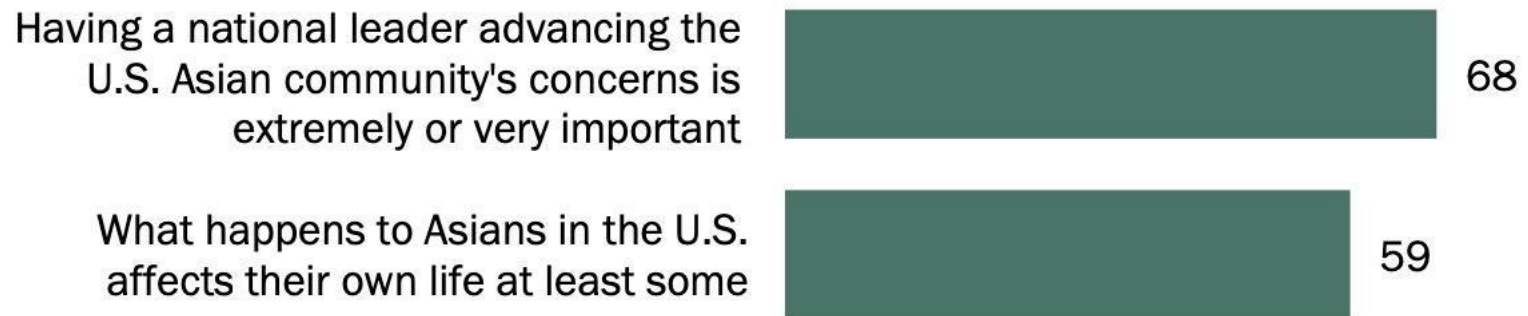 Having a national leader advancing the
U.S. Asian community's concerns is
extremely or very important
68
What happens to Asians in the U.S.
affects their own life at least some
59